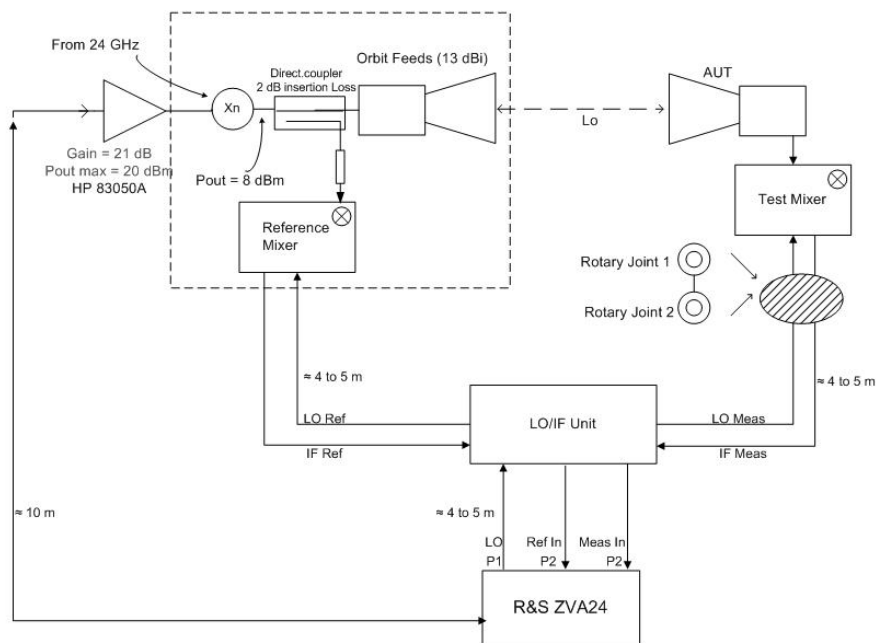 From 24 GHz
Direct.coupler
2 dB insertion Loss
Orbit Feeds (13 dBi)
AUT
Xn
Lo
Gain = 21 dB
Pout max = 20 dBm
HP 83050A
Pout = 8 dBm
Reference
Mixer
Test Mixer
Rotary Joint 1
Rotary Joint 2
≈ 4 to 5 m
≈ 4 to 5 m
LO Ref
LO/IF Unit
LO Meas
IF Ref
IF Meas
≈ 10 m
≈ 4 to 5 m
LO
Ref In
Meas In
P1
P2
P2
R&S ZVA24